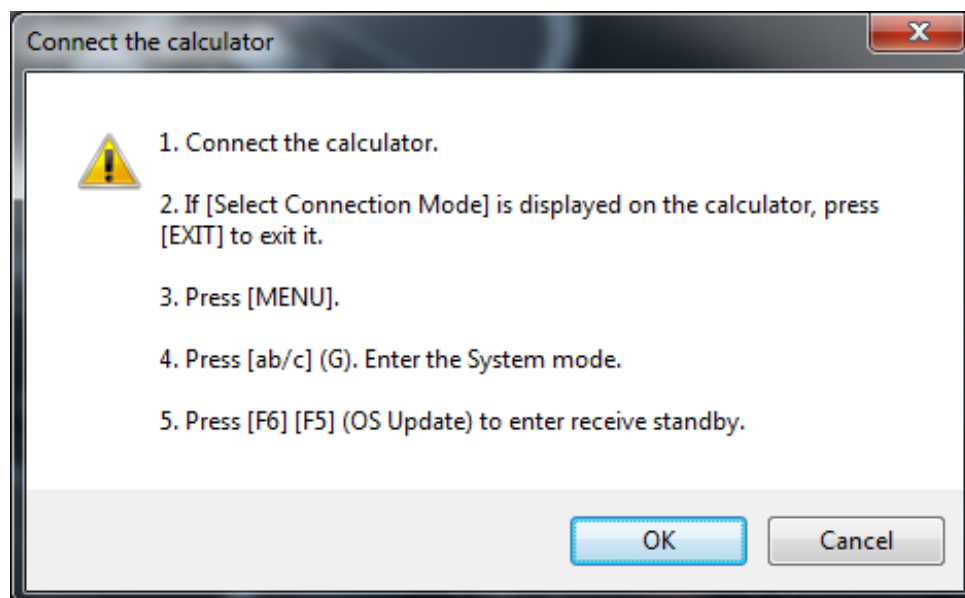 Connect the calculator
1. Connect the calculator.
2. If [Select Connection Mode] is displayed on the calculator, press
[EXIT] to exit it.
3. Press [MENU].
4. Press [ab/c] (G). Enter the System mode.
5. Press [F6] [F5] (OS Update) to enter receive standby.
OK
Cancel